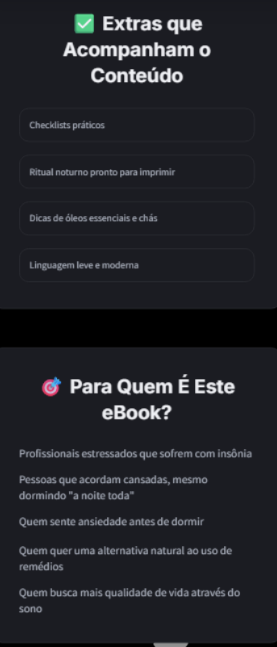 ✅ Extras que
Acompanham o
Conteúdo
Checklists práticos
Ritual noturno pronto para imprimir
Dicas de óleos essenciais e chás
Linguagem leve e moderna
🎯 Para Quem É Este
eBook?
Profissionais estressados que sofrem com insônia
Pessoas que acordam cansadas, mesmo
dormindo "a noite toda"
Quem sente ansiedade antes de dormir
Quem quer uma alternativa natural ao uso de
remédios
Quem busca mais qualidade de vida através do
sono